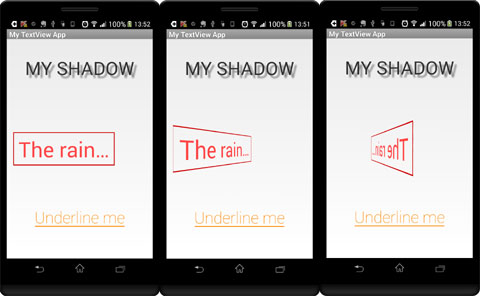 100% 13:52
My TextView App
MY SHADOW
The rain...
Underline me
100% 13:51
My TextView App
MY SHADOW
The rain...
Underline me
100% 13:52
My TextView App
MY SHADOW
The rain...
Underline me